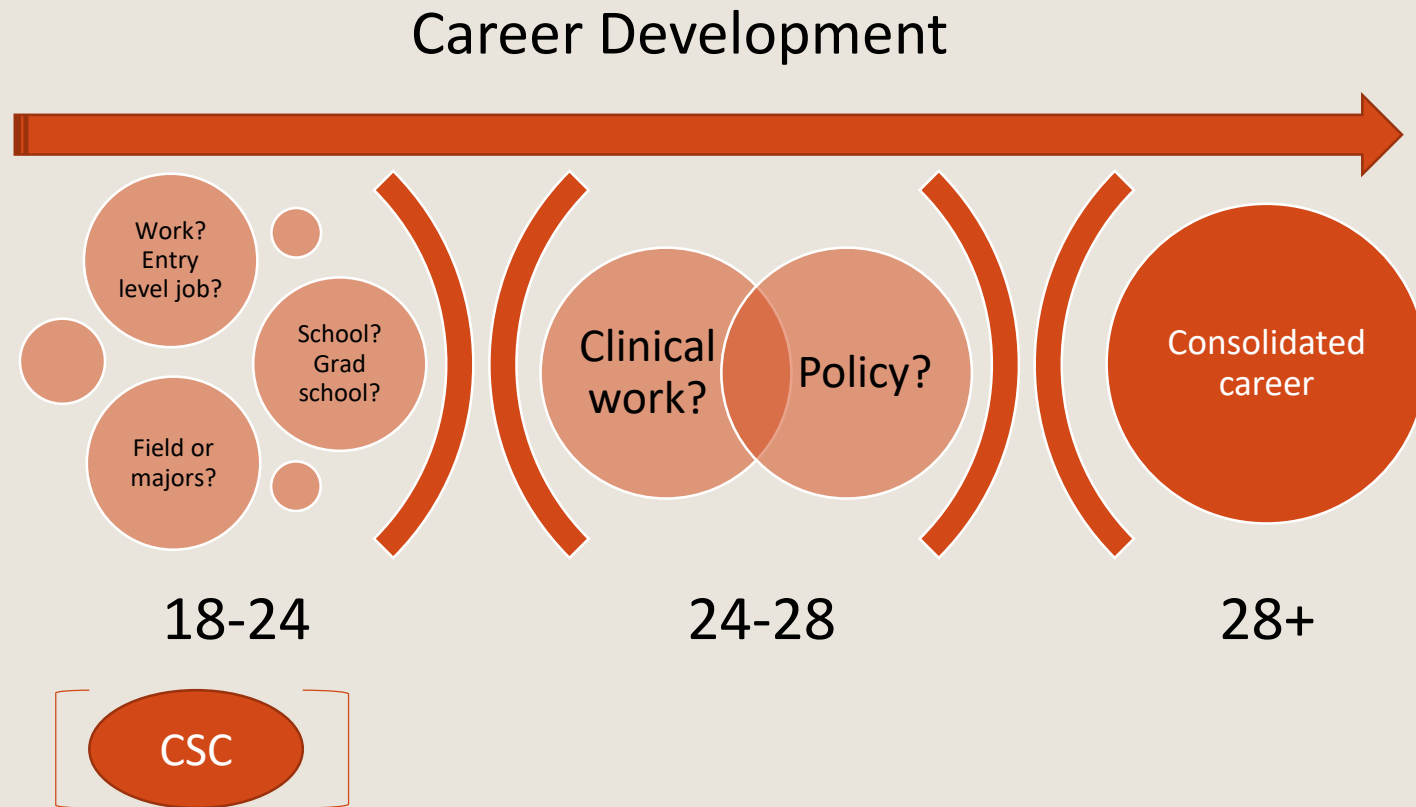 Career Development
Work?
Entry
level job?
School?
Grad
school?
Field or
majors?
Clinical
work?
Policy?
Consolidated
career
18-24
24-28
28+
CSC